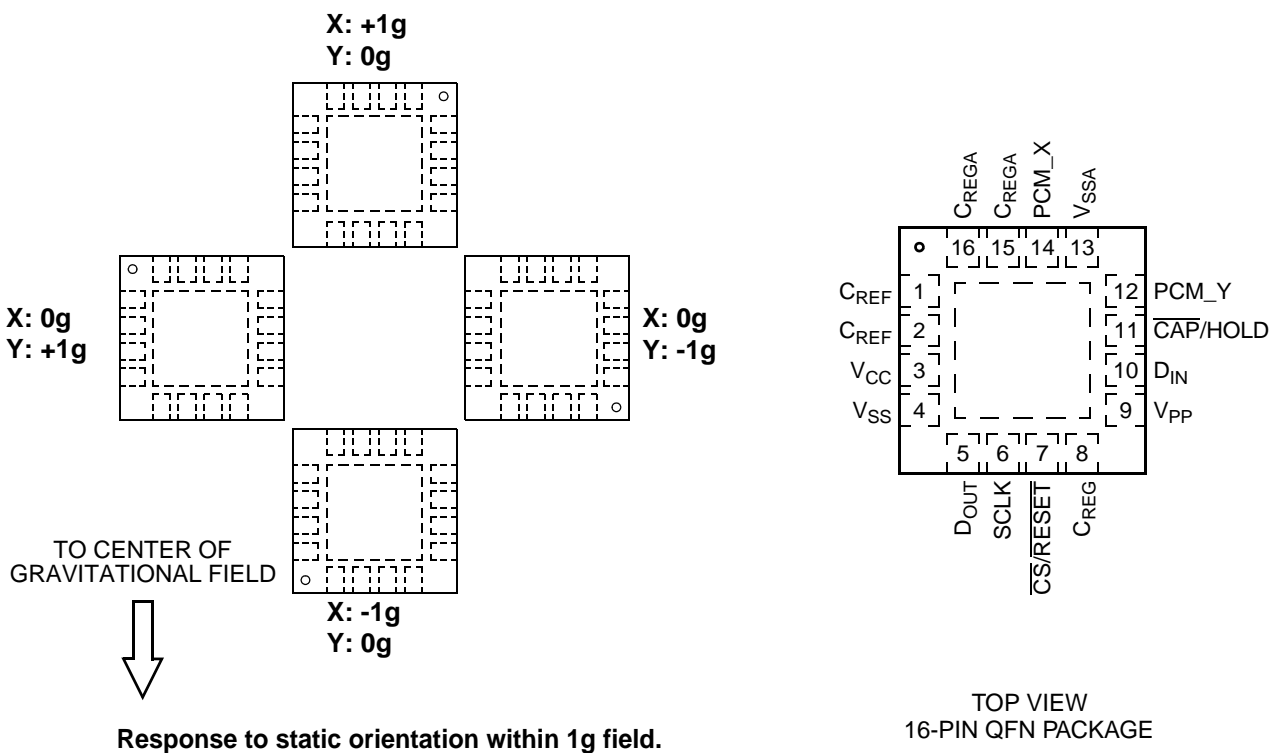 X: +1g
Y: 0g
X: 0g
Y: +1g
X: 0g
Y: -1g
X: -1g
Y: 0g
TO CENTER OF
GRAVITATIONAL FIELD
Response to static orientation within 1g field.
CREGA
CREGA
PCM_X
VSSA
16 15 14 13
CREF 1
CREF 2
VCC 3
VSS 4
12 PCM_Y
11 CAP/HOLD
10 DIN
9 VPP
5 6 7 8
DOUT
SCLK
CS/RESET
CREG
TOP VIEW
16-PIN QFN PACKAGE